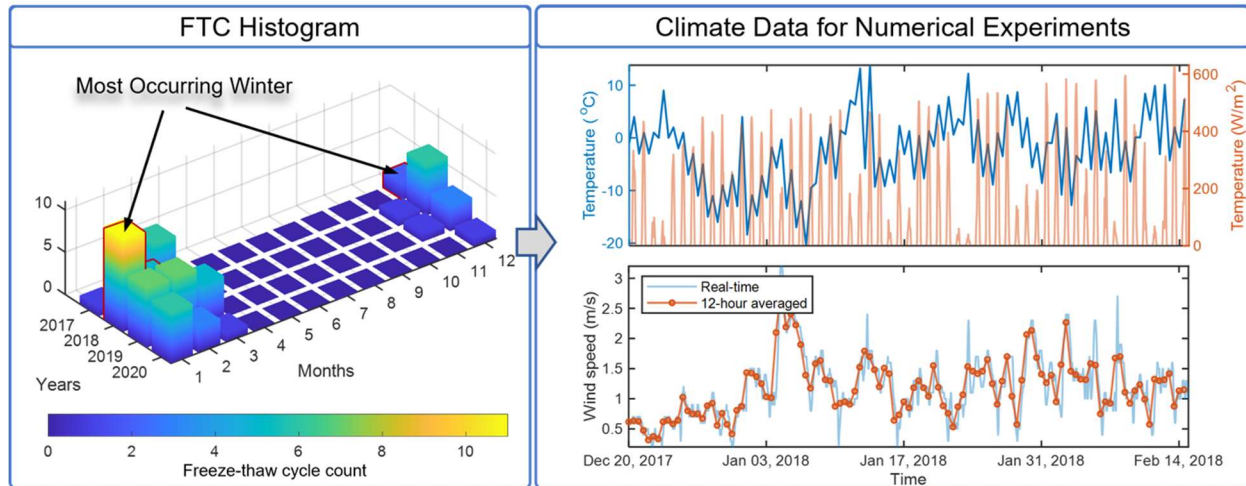 FTC Histogram
Most Occurring Winter
10
5
0
2017
2018
2019
2020
Years
1
2
3
4
5
6
7
8
9
10
11
12
Months
0 2 4 6 8 10
Freeze-thaw cycle count
Climate Data for Numerical Experiments
Temperature (°C)
10
0
-10
-20
600
400
200
0
Temperature (W/m²)
Wind speed (m/s)
3
2.5
2
1.5
1
0.5
Real-time
12-hour averaged
Dec 20, 2017 Jan 03, 2018 Jan 17, 2018 Jan 31, 2018 Feb 14, 2018
Time